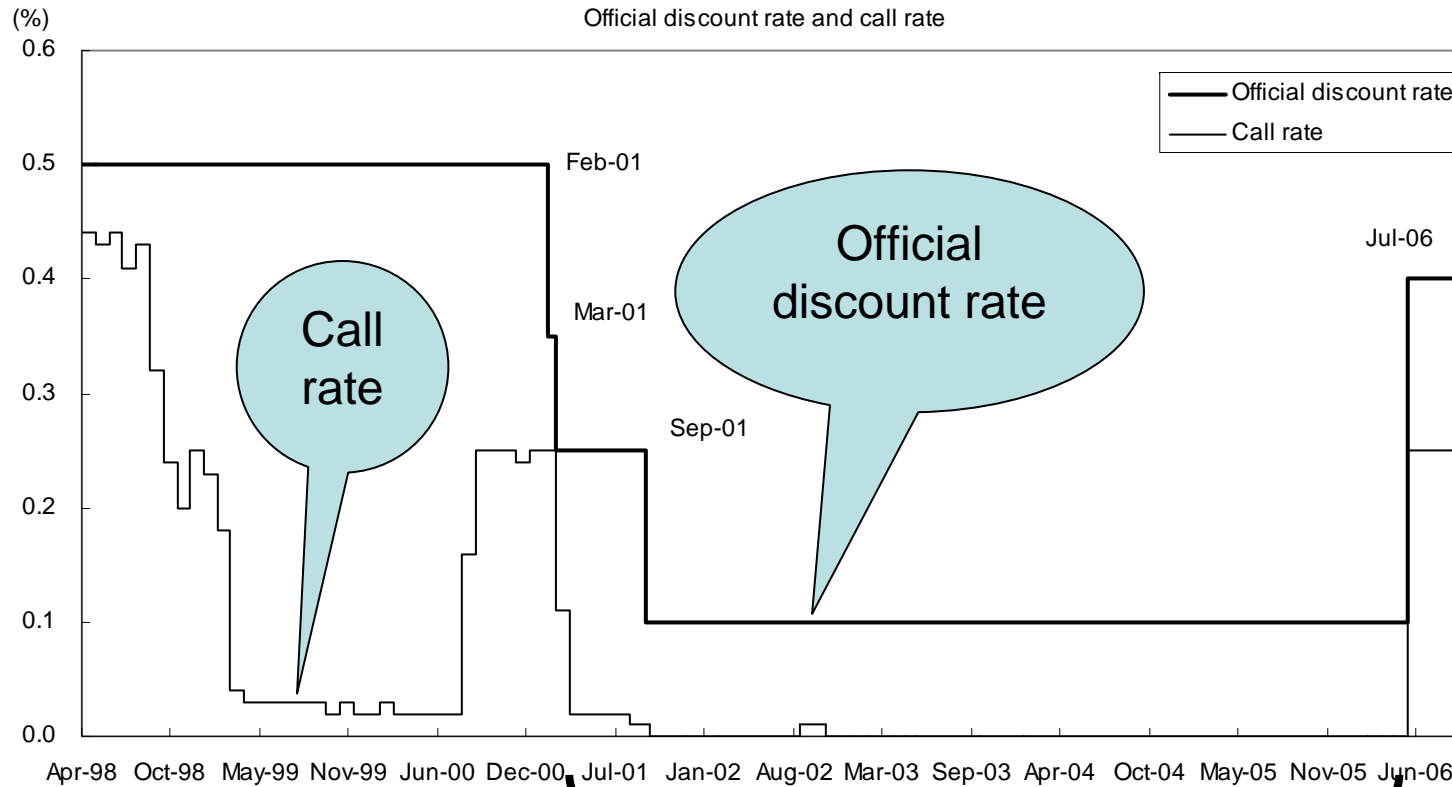 (%)
Official discount rate and call rate
0.6
Official discount rate
Call rate
0.5
Feb-01
Official
discount rate
Jul-06
0.4
Call
rate
Mar-01
0.3
Sep-01
0.2
0.1
0.0
Apr-98 Oct-98 May-99 Nov-99 Jun-00 Dec-00 Jul-01 Jan-02 Aug-02 Mar-03 Sep-03 Apr-04 Oct-04 May-05 Nov-05 Jun-06